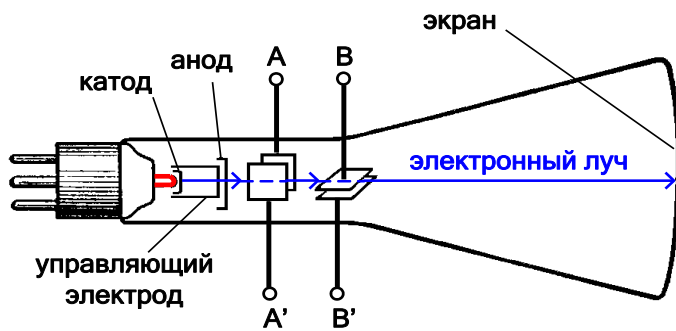 экран
А
В
анод
катод
электронный луч
управляющий
электрод
А’
В’